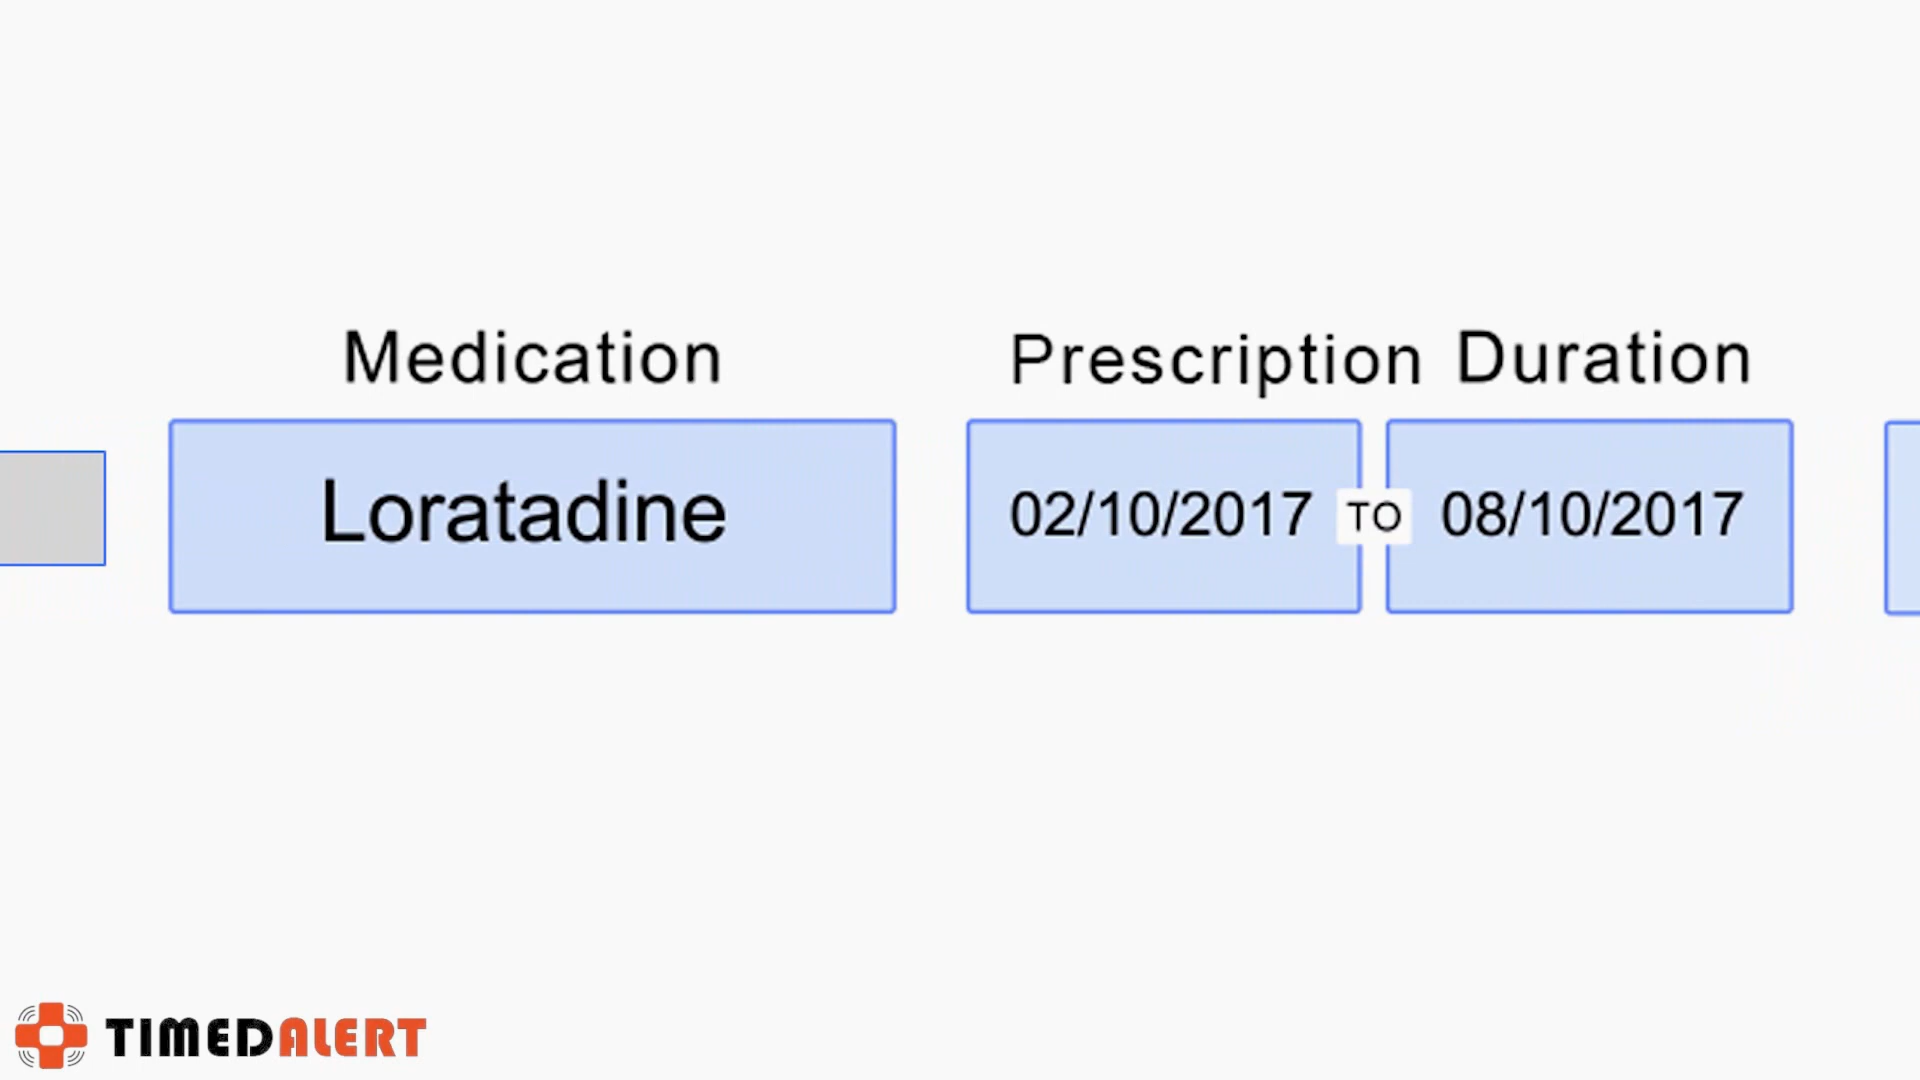 Medication
Prescription Duration
Loratadine
02/10/2017 TO 08/10/2017
TIMEDALERT